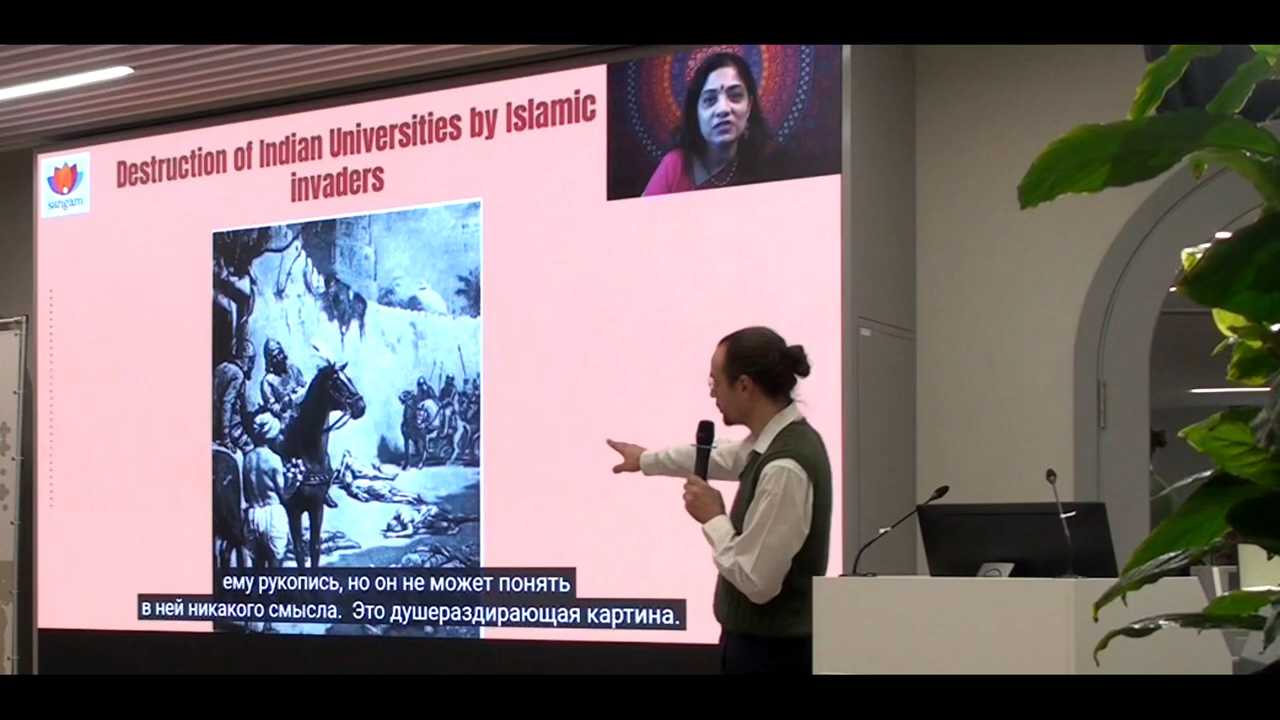 Destruction of Indian Universities by Islamic
invaders
sangam
ему рукопись, но он не может понять
в ней никакого смысла. Это душераздирающая картина.